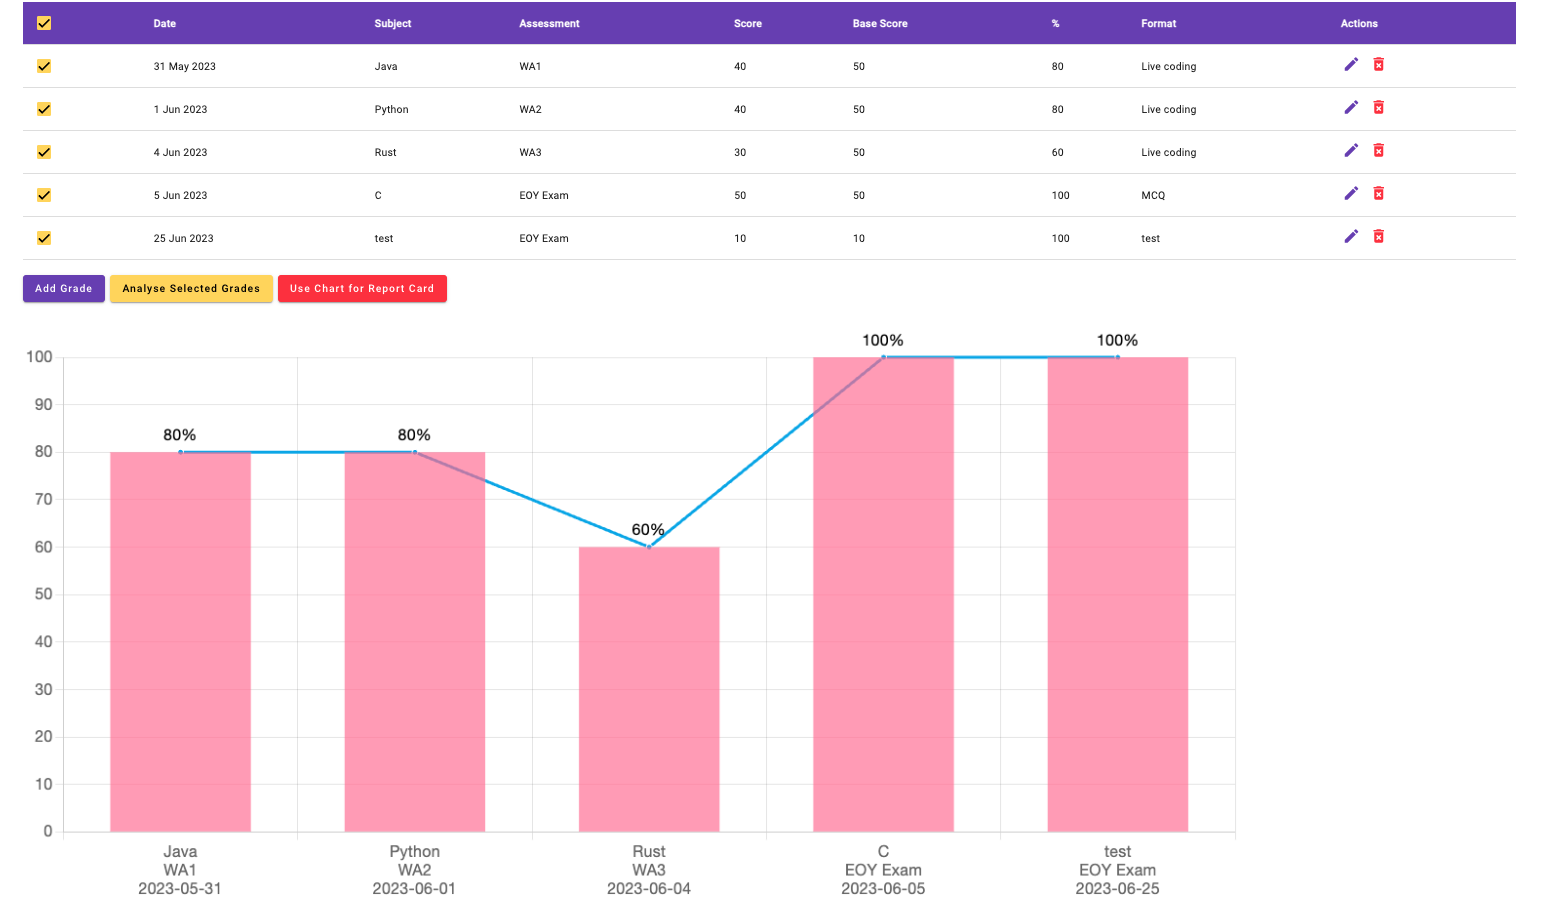 Date Subject Assessment Score Base Score % Format Actions
31 May 2023 Java WA1 40 50 80 Live coding
1 Jun 2023 Python WA2 40 50 80 Live coding
4 Jun 2023 Rust WA3 30 50 60 Live coding
5 Jun 2023 C EOY Exam 50 50 100 MCQ
25 Jun 2023 test EOY Exam 10 10 100 test
Add Grade Analyse Selected Grades Use Chart for Report Card
100% 100%
100
90
80% 80%
80
70
60%
60
50
40
30
20
10
0
Java Python Rust C test
WA1 WA2 WA3 EOY Exam EOY Exam
2023-05-31 2023-06-01 2023-06-04 2023-06-05 2023-06-25